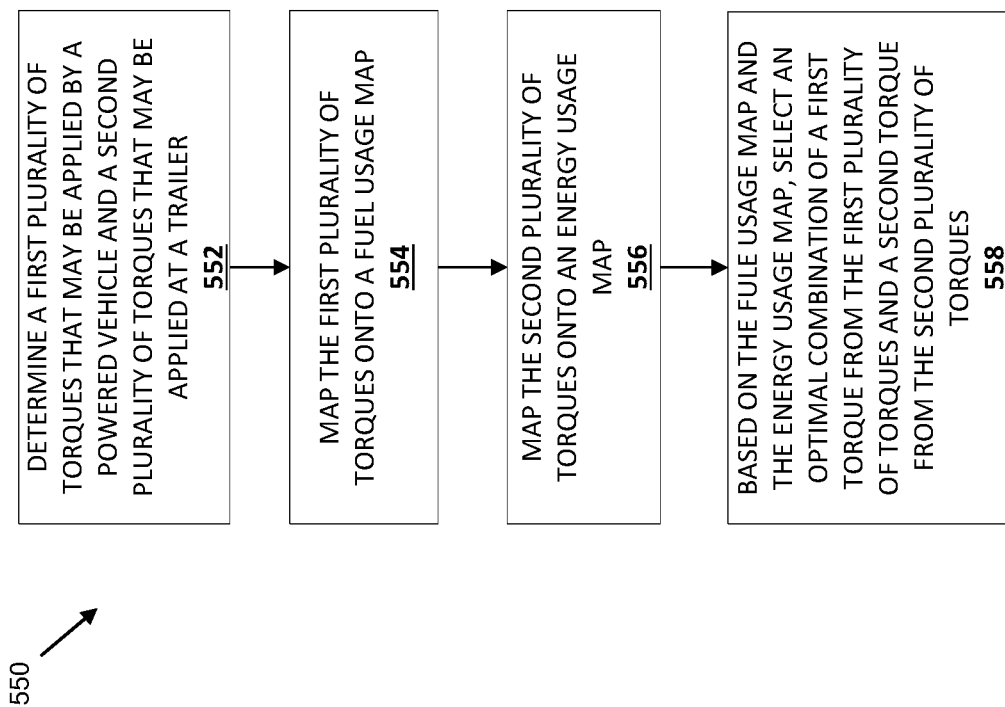 550
DETERMINE A FIRST PLURALITY OF
TORQUES THAT MAY BE APPLIED BY A
POWERED VEHICLE AND A SECOND
PLURALITY OF TORQUES THAT MAY BE
APPLIED AT A TRAILER
552
MAP THE FIRST PLURALITY OF
TORQUES ONTO A FUEL USAGE MAP
554
MAP THE SECOND PLURALITY OF
TORQUES ONTO AN ENERGY USAGE
MAP
556
BASED ON THE FULE USAGE MAP AND
THE ENERGY USAGE MAP, SELECT AN
OPTIMAL COMBINATION OF A FIRST
TORQUE FROM THE FIRST PLURALITY
OF TORQUES AND A SECOND TORQUE
FROM THE SECOND PLURALITY OF
TORQUES
558